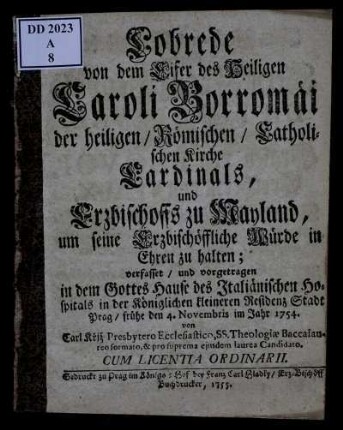 DD 2023
A
8
Lobrede
von dem Eifer des Heiligen
Caroli Borromäi
der heiligen / Römischen / Catholi-
schen Kirche
Cardinals,
und
Erzbischoffs zu Mayland,
um seine Erzbischöffliche Würde in
Ehren zu halten;
verfasset / und vorgetragen
in dem Gottes Hause des Italiänischen Ho-
spitals in der Königlichen kleineren Residenz Stadt
Prag / frühe den 4. Novembris im Jahr 1754.
von
Carl Křiž Presbytero Ecclesiastico, SS. Theologiæ Baccalau-
reo formato, & pro suprema ejusdem laurea Candidato.
CUM LICENTIA ORDINARII.
Gedruckt zu Prag im Königs-Hof bey Franz Carl Hladky / Erz-Bischöff
Buchdrucker, 1755.